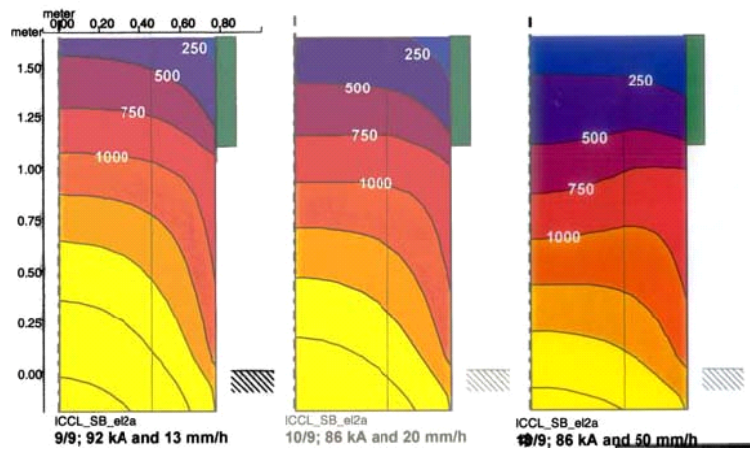 meter
0,00 0,20 0,40 0,60 0,80
meter
1.50
1.25
1.00
0.75
0.50
0.25
0.00
250
500
750
1000
ICCL_SB_el2a
9/9; 92 kA and 13 mm/h
500
250
750
1000
ICCL_SB_el2a
10/9; 86 kA and 20 mm/h
250
500
750
1000
ICCL_SB_el2a
/9; 86 kA and 50 mm/h